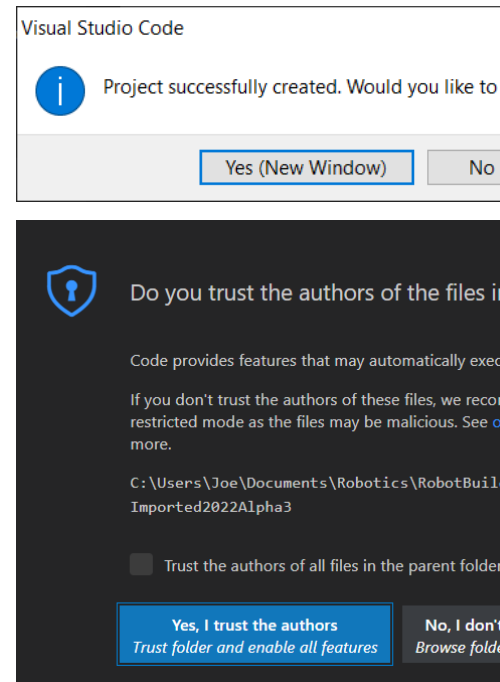 Visual Studio Code
Project successfully created. Would you like to
Yes (New Window)
No
Do you trust the authors of the files
Code provides features that may automatically
If you don't trust the authors of these files, we
restricted mode as the files may be malicious. See
more.
C:\Users\Joe\Documents\Robotics\
Imported2022Alpha3
Trust the authors of all files in the parent folder
Yes, I trust the authors
Trust folder and enable all features
No, I don't
Browse